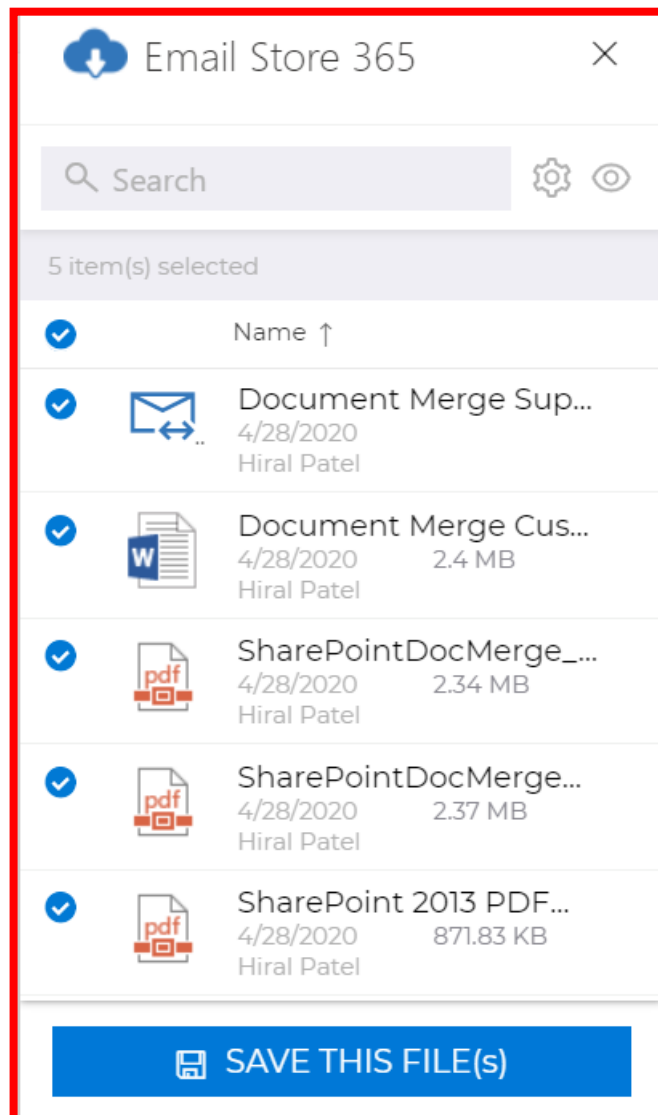 Email Store 365
Search
5 item(s) selected
Name ↑
Document Merge Sup...
4/28/2020
Hiral Patel
W
Document Merge Cus...
4/28/2020 2.4 MB
Hiral Patel
pdf
SharePointDocMerge_...
4/28/2020 2.34 MB
Hiral Patel
pdf
SharePointDocMerge...
4/28/2020 2.37 MB
Hiral Patel
pdf
SharePoint 2013 PDF...
4/28/2020 871.83 KB
Hiral Patel
SAVE THIS FILE(s)